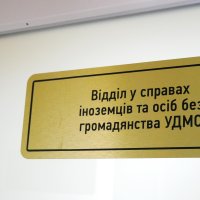 Відділ у справах
іноземців та осіб без
громадянства УДМС